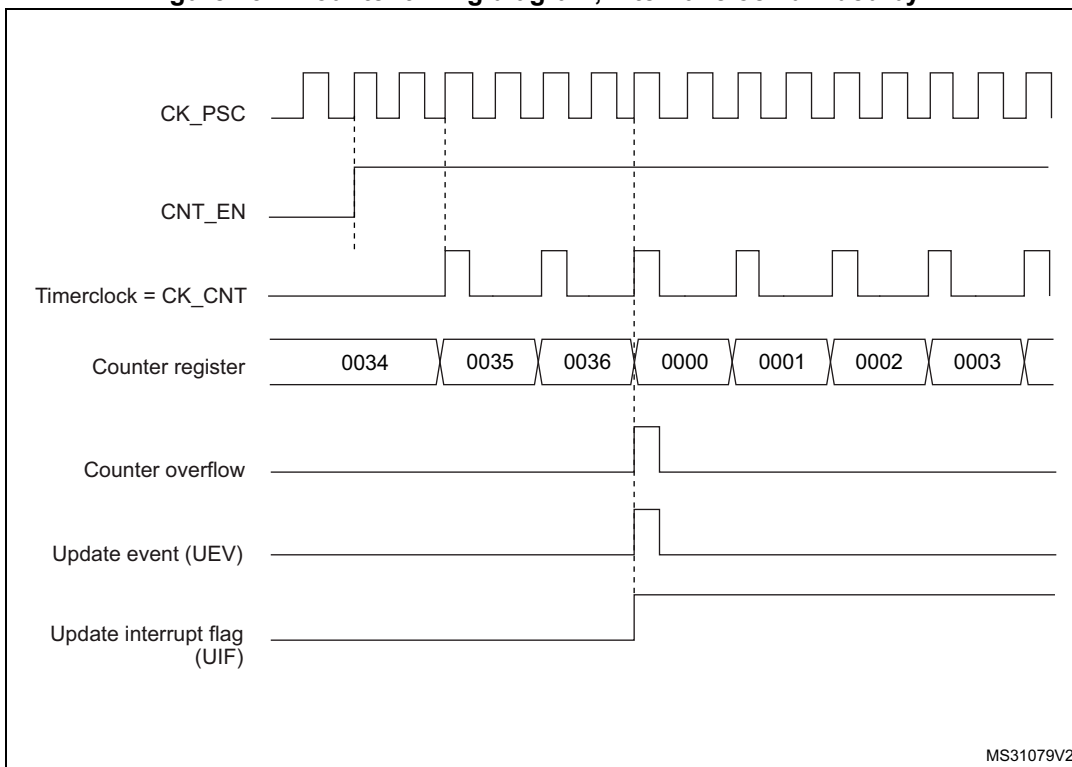 CK_PSC
CNT_EN
Timerclock = CK_CNT
Counter register
0034 0035 0036 0000 0001 0002 0003
Counter overflow
Update event (UEV)
Update interrupt flag
(UIF)
MS31079V2